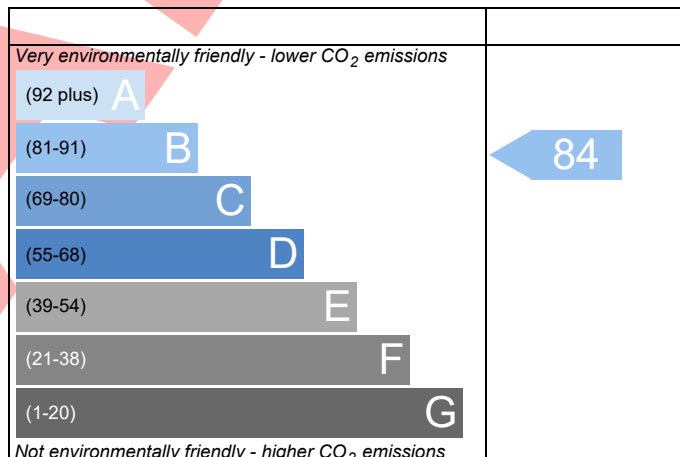 Very environmentally friendly - lower CO2 emissions
(92 plus) A
(81-91) B
84
(69-80) C
(55-68) D
(39-54) E
(21-38) F
(1-20) G
Not environmentally friendly - higher CO2 emissions